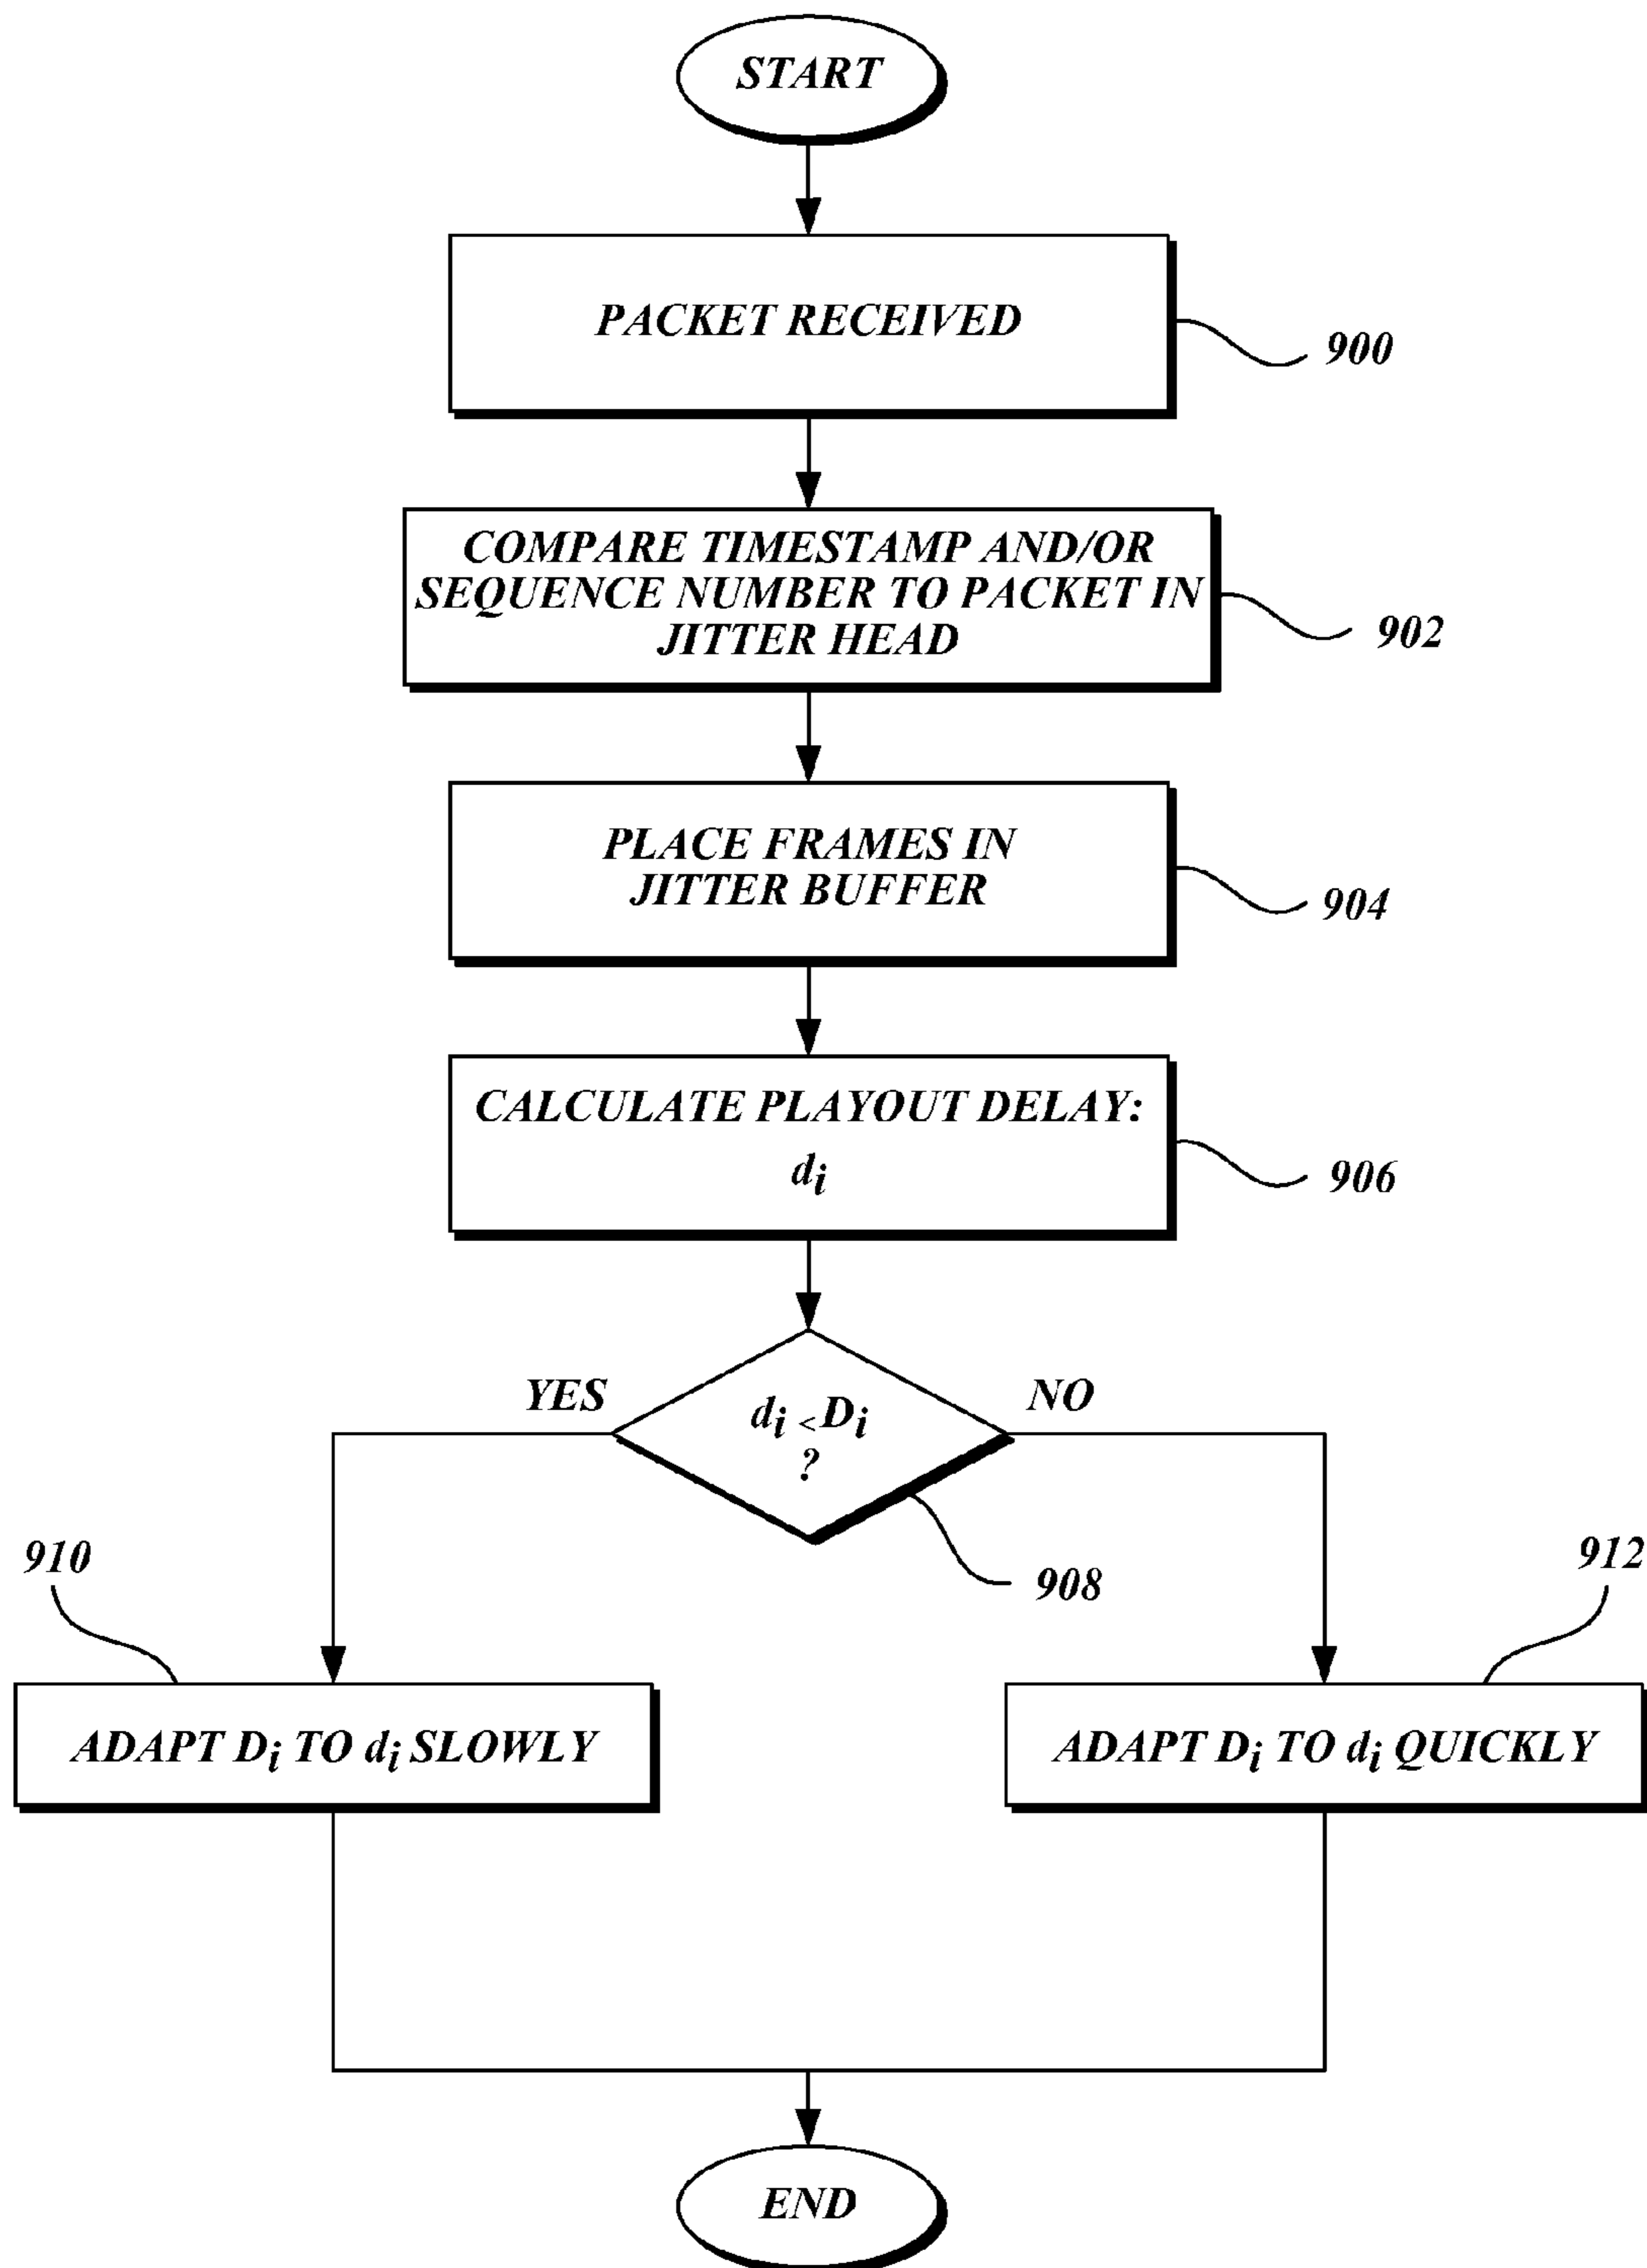 START
PACKET RECEIVED
900
COMPARE TIMESTAMP AND/OR
SEQUENCE NUMBER TO PACKET IN
JITTER HEAD
902
PLACE FRAMES IN
JITTER BUFFER
904
CALCULATE PLAYOUT DELAY:
di
906
YES
di < Di
?
NO
908
910
912
ADAPT Di TO di SLOWLY
ADAPT Di TO di QUICKLY
END